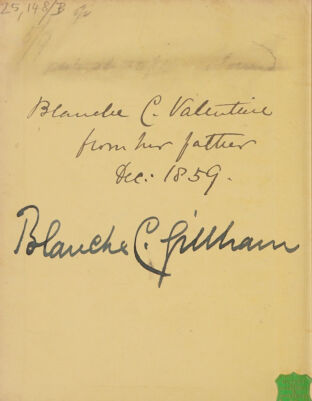 25,148/B
Blanche C. Valentine
from her father
Dec: 1859.
Blanche C. Gillham